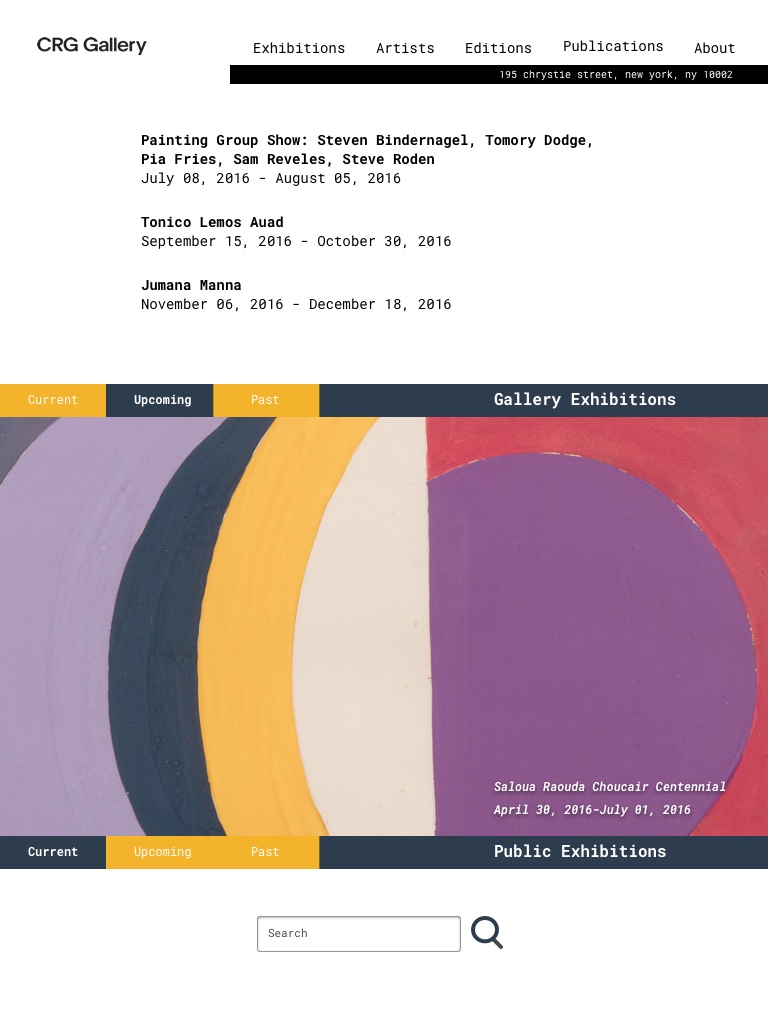 CRG Gallery
Exhibitions Artists Editions Publications About
195 chrystie street, new york, ny 10002
Painting Group Show: Steven Bindernagel, Tomory Dodge,
Pia Fries, Sam Reveles, Steve Roden
July 08, 2016 - August 05, 2016
Tonico Lemos Auad
September 15, 2016 - October 30, 2016
Jumana Manna
November 06, 2016 - December 18, 2016
Current Upcoming Past Gallery Exhibitions
Saloua Raouda Choucair Centennial
April 30, 2016-July 01, 2016
Current Upcoming Past Public Exhibitions
Search